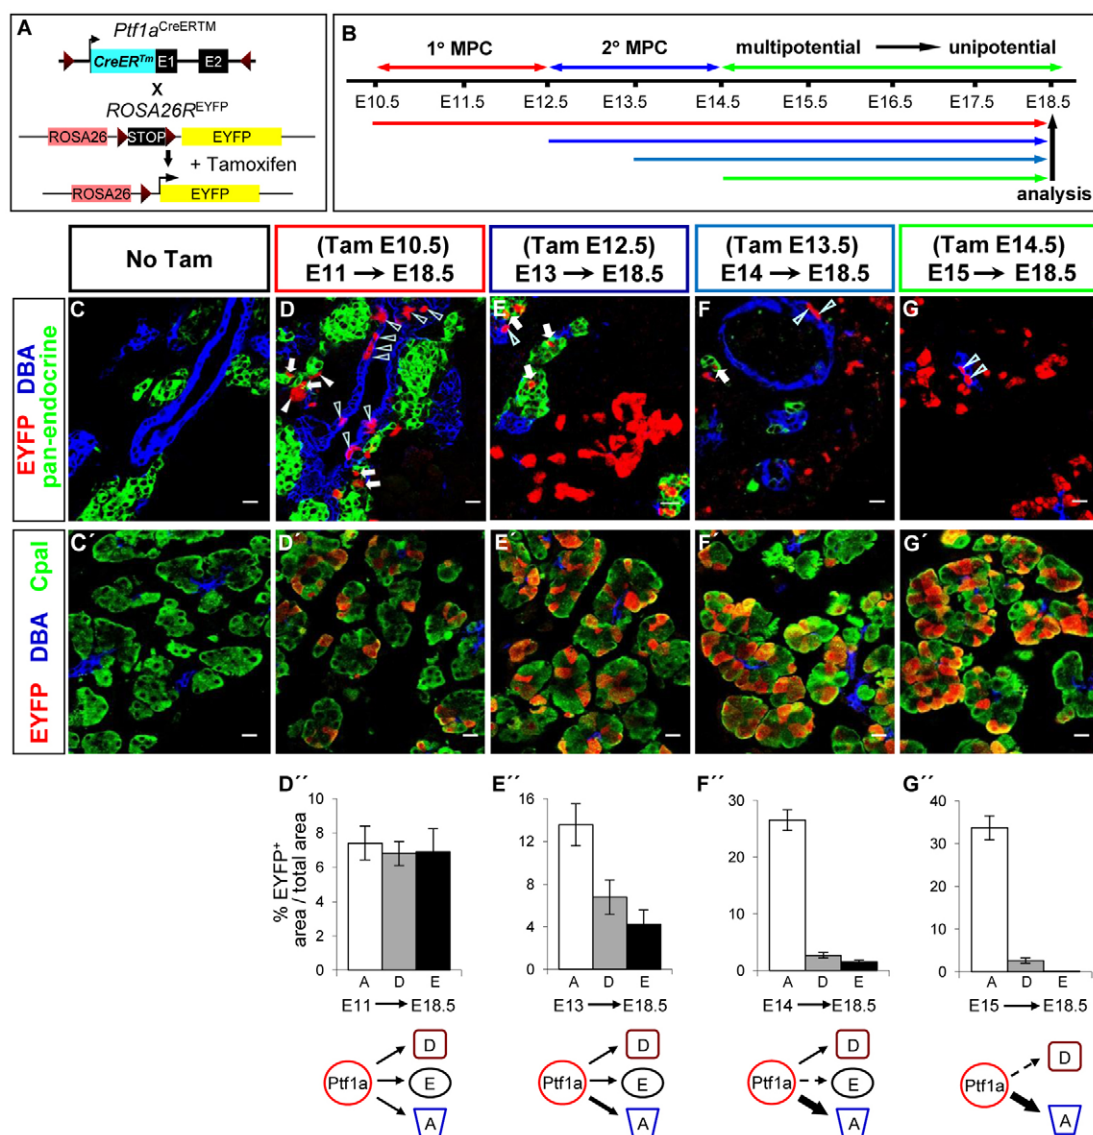 A
Ptf1a^CreERTM
CreER^Tm E1 E2
X
ROSA26R^EYFP
ROSA26 STOP EYFP
+ Tamoxifen
ROSA26 EYFP
B
1° MPC 2° MPC multipotential → unipotential
E10.5 E11.5 E12.5 E13.5 E14.5 E15.5 E16.5 E17.5 E18.5
analysis
No Tam
(Tam E10.5)
E11 → E18.5
(Tam E12.5)
E13 → E18.5
(Tam E13.5)
E14 → E18.5
(Tam E14.5)
E15 → E18.5
EYFP DBA
pan-endocrine
C D E F G
EYFP DBA CpaI
C´ D´ E´ F´ G´
D´´ E´´ F´´ G´´
% EYFP⁺
area / total area
10
8
6
4
2
0
A D E
E11 → E18.5
16
12
8
4
0
A D E
E13 → E18.5
30
20
10
0
A D E
E14 → E18.5
40
30
20
10
0
A D E
E15 → E18.5
Ptf1a D E A
Ptf1a D E A
Ptf1a D E A
Ptf1a D A